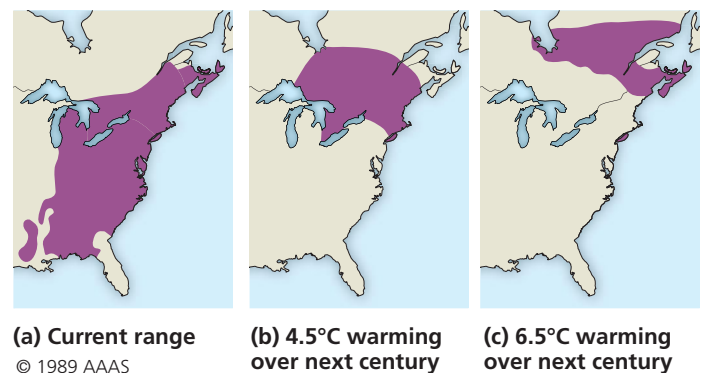 (a) Current range
© 1989 AAAS
(b) 4.5°C warming
over next century
(c) 6.5°C warming
over next century